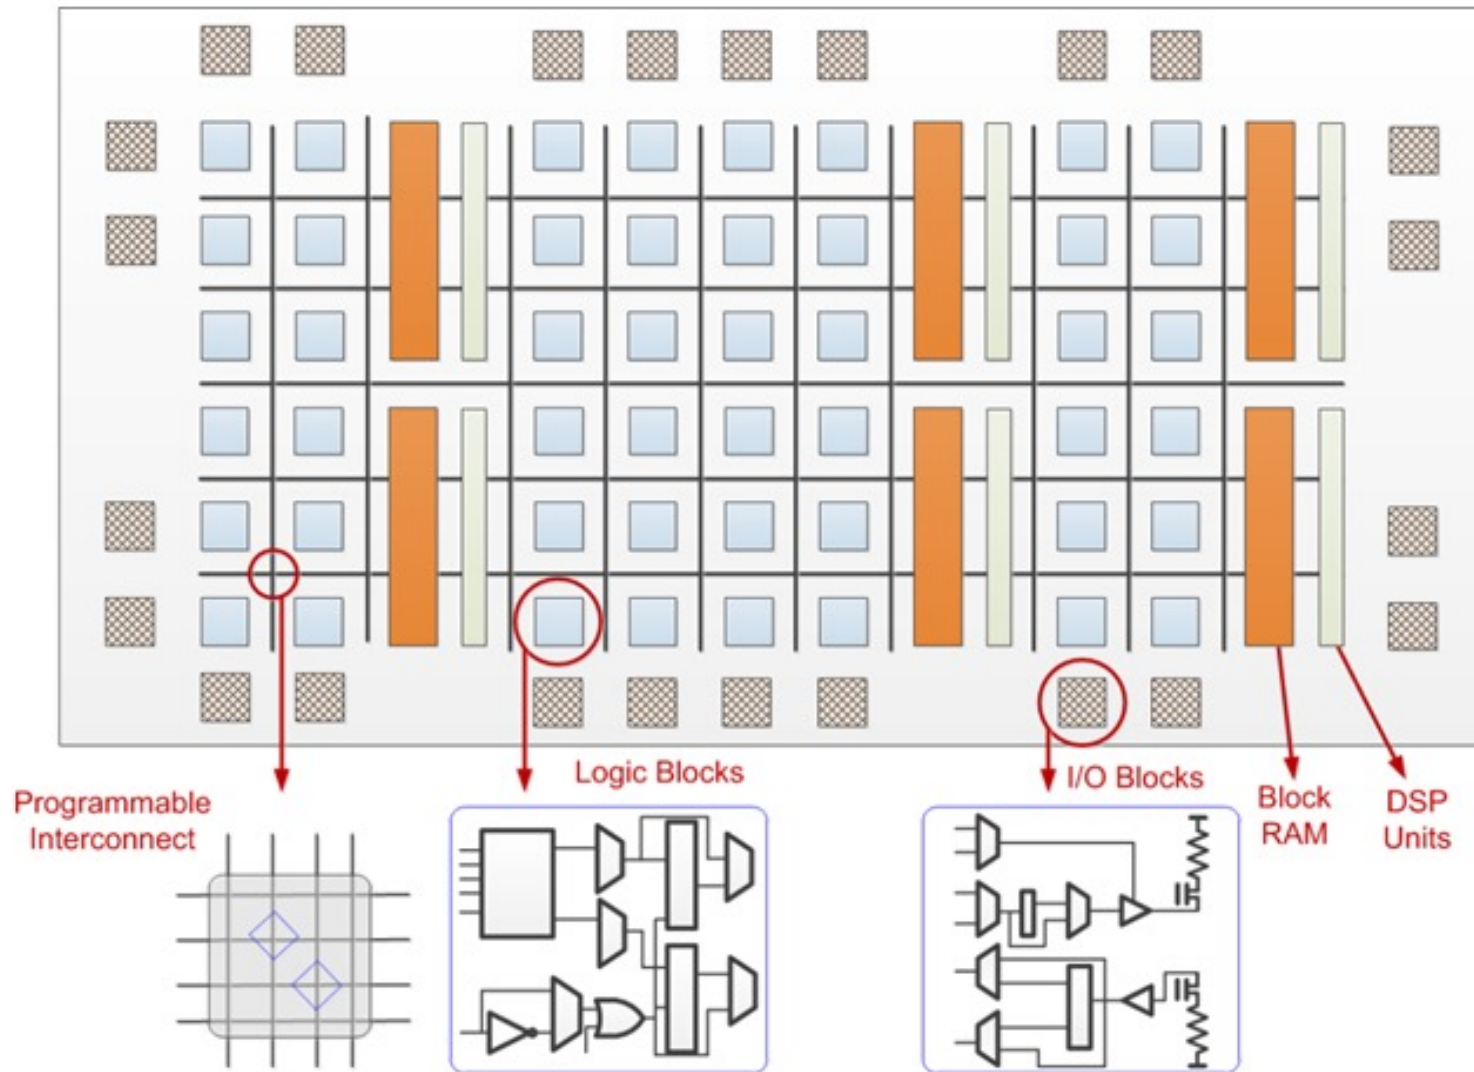 Programmable
Interconnect
Logic Blocks
I/O Blocks
Block
RAM
DSP
Units